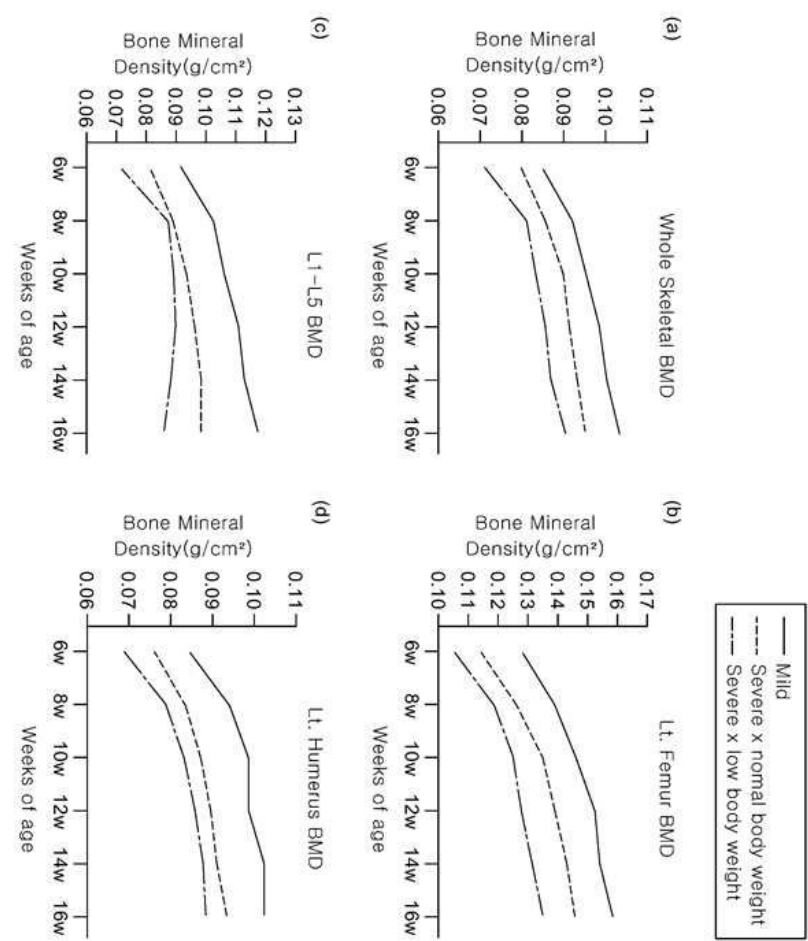 Mild
Severe x nomal body weight
Severe x low body weight
(a)
Whole Skeletal BMD
Bone Mineral
Density(g/cm²)
0.11
0.10
0.09
0.08
0.07
0.06
6w 8w 10w 12w 14w 16w
Weeks of age
(b)
Lt. Femur BMD
Bone Mineral
Density(g/cm²)
0.17
0.16
0.15
0.14
0.13
0.12
0.11
0.10
6w 8w 10w 12w 14w 16w
Weeks of age
(c)
L1-L5 BMD
Bone Mineral
Density(g/cm²)
0.13
0.12
0.11
0.10
0.09
0.08
0.07
0.06
6w 8w 10w 12w 14w 16w
Weeks of age
(d)
Lt. Humerus BMD
Bone Mineral
Density(g/cm²)
0.11
0.10
0.09
0.08
0.07
0.06
6w 8w 10w 12w 14w 16w
Weeks of age